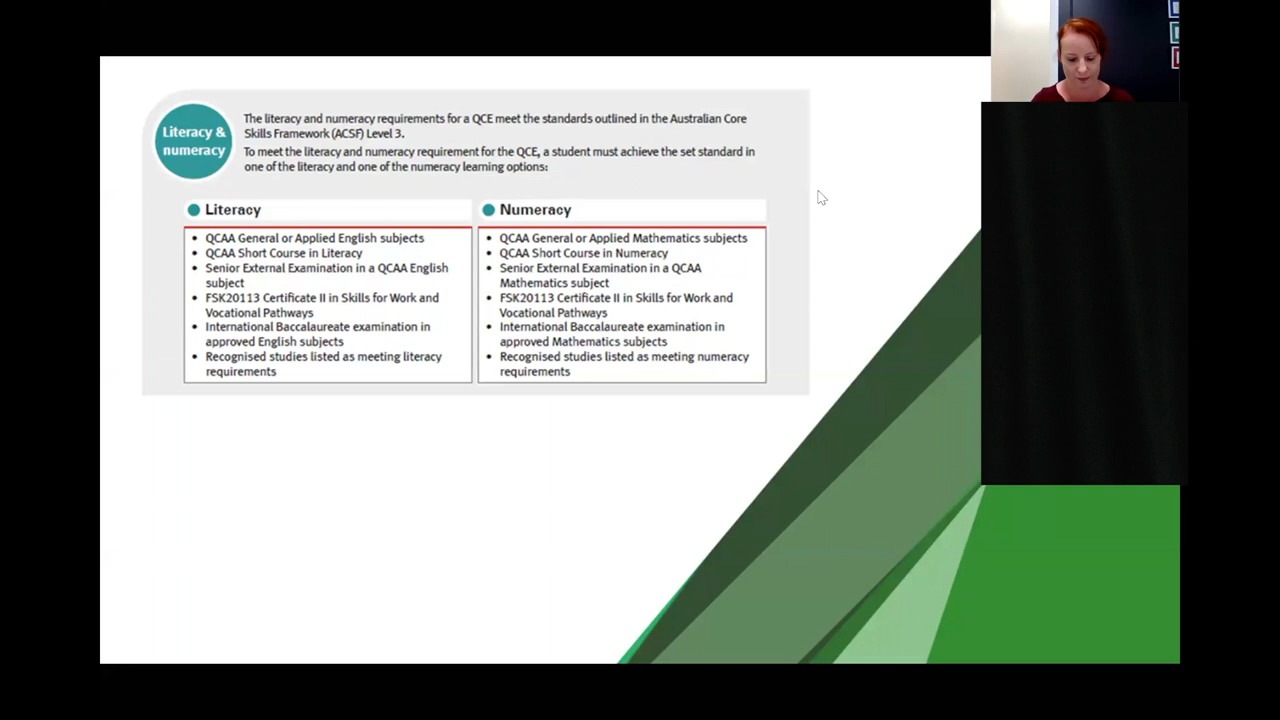 Literacy &
numeracy
The literacy and numeracy requirements for a QCE meet the standards outlined in the Australian Core
Skills Framework (ACSF) Level 3.
To meet the literacy and numeracy requirement for the QCE, a student must achieve the set standard in
one of the literacy and one of the numeracy learning options:
Literacy
• QCAA General or Applied English subjects
• QCAA Short Course in Literacy
• Senior External Examination in a QCAA English
subject
• FSK20113 Certificate II in Skills for Work and
Vocational Pathways
• International Baccalaureate examination in
approved English subjects
• Recognised studies listed as meeting literacy
requirements
Numeracy
• QCAA General or Applied Mathematics subjects
• QCAA Short Course in Numeracy
• Senior External Examination in a QCAA
Mathematics subject
• FSK20113 Certificate II in Skills for Work and
Vocational Pathways
• International Baccalaureate examination in
approved Mathematics subjects
• Recognised studies listed as meeting numeracy
requirements